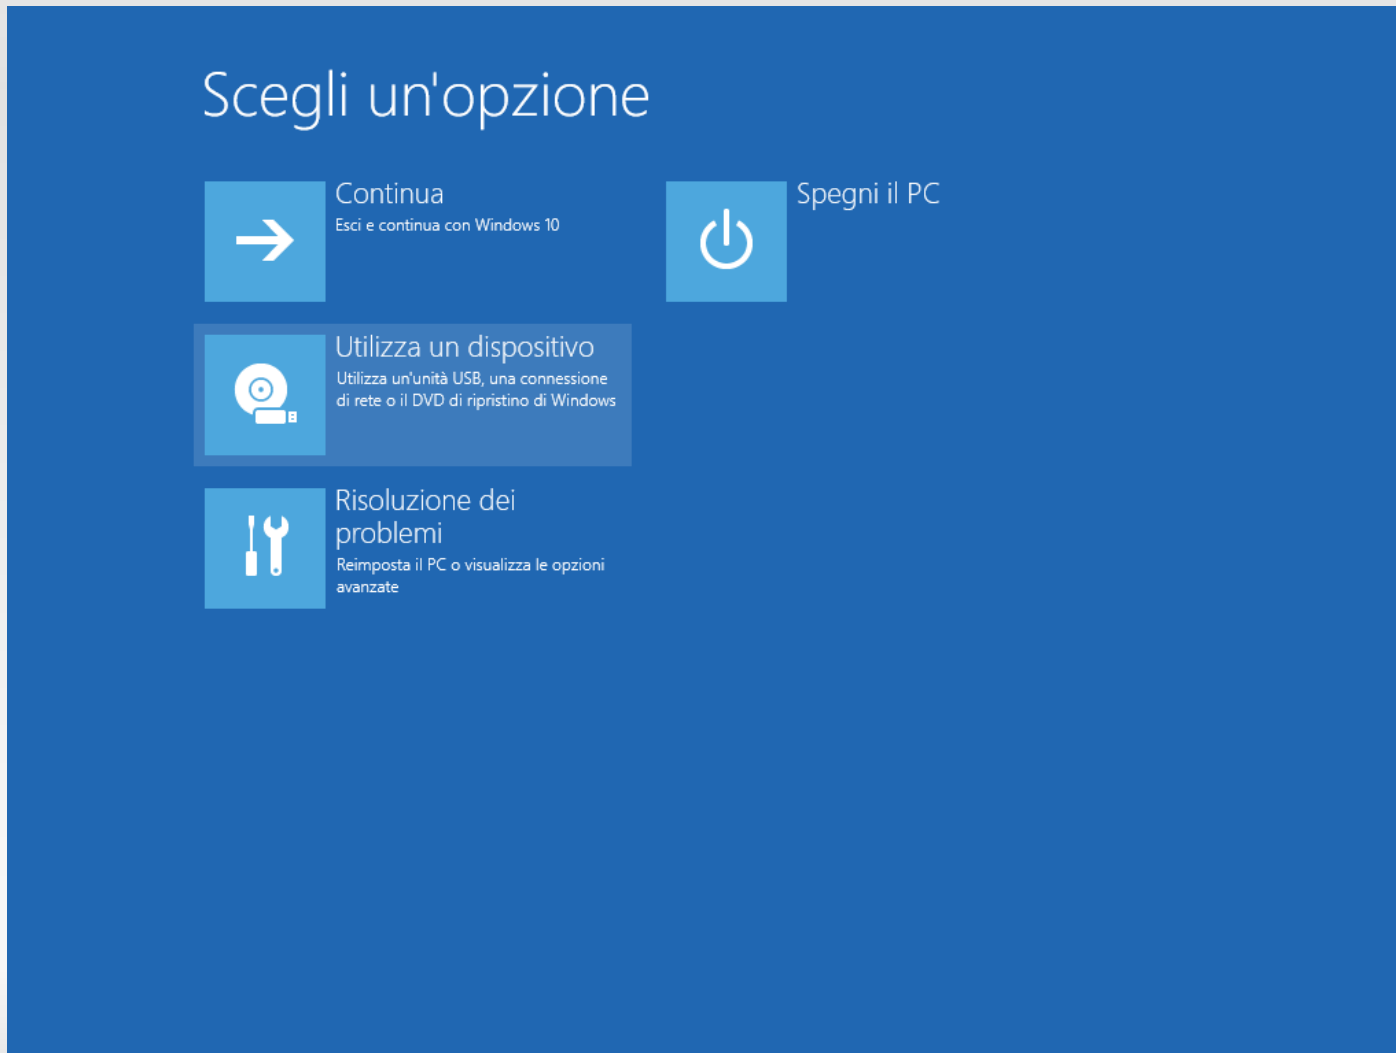 Scegli un'opzione
Continua
Esci e continua con Windows 10
Spegni il PC
Utilizza un dispositivo
Utilizza un'unità USB, una connessione
di rete o il DVD di ripristino di Windows
Risoluzione dei
problemi
Reimposta il PC o visualizza le opzioni
avanzate